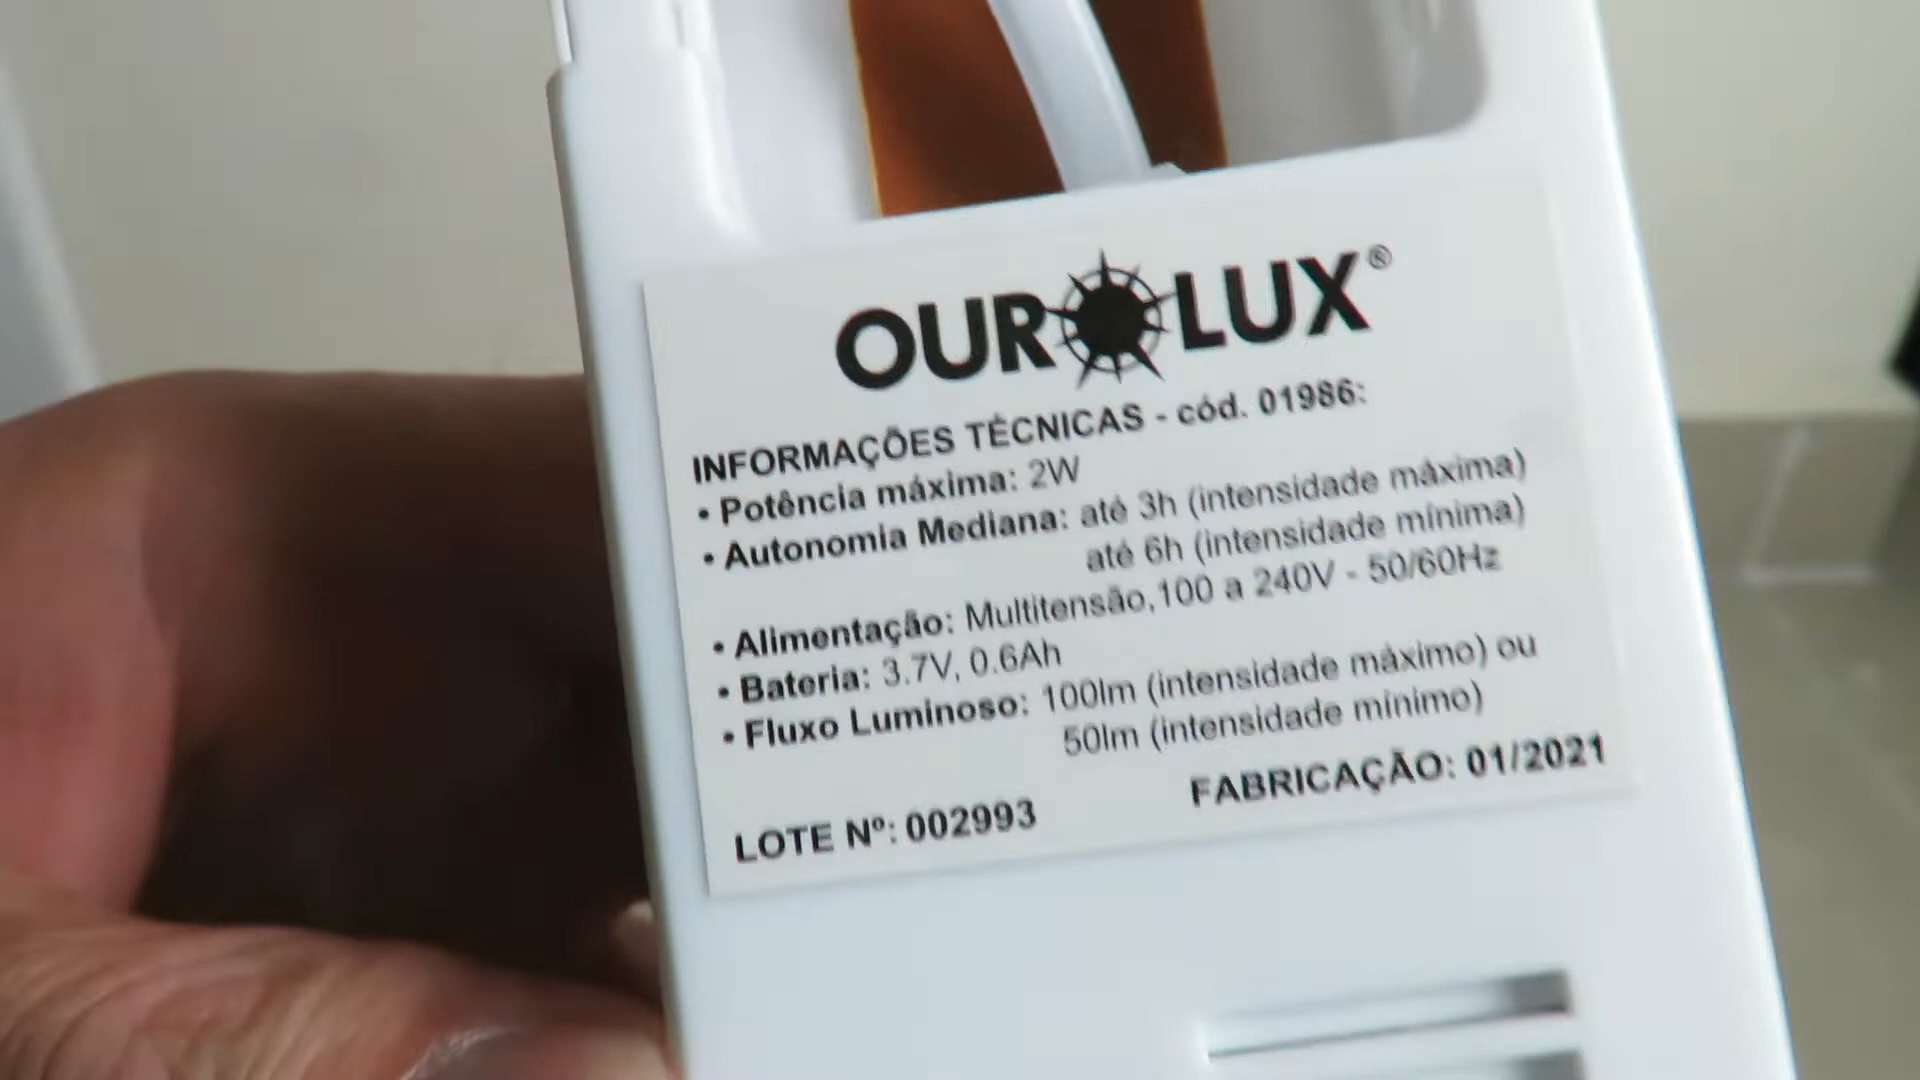 OUROLUX®
INFORMAÇÕES TÉCNICAS - cód. 01986:
• Potência máxima: 2W
• Autonomia Mediana: até 3h (intensidade máxima)
até 6h (intensidade mínima)
• Alimentação: Multitensão,100 a 240V - 50/60Hz
• Bateria: 3.7V, 0.6Ah
• Fluxo Luminoso: 100lm (intensidade máximo) ou
50lm (intensidade mínimo)
LOTE Nº: 002993 FABRICAÇÃO: 01/2021